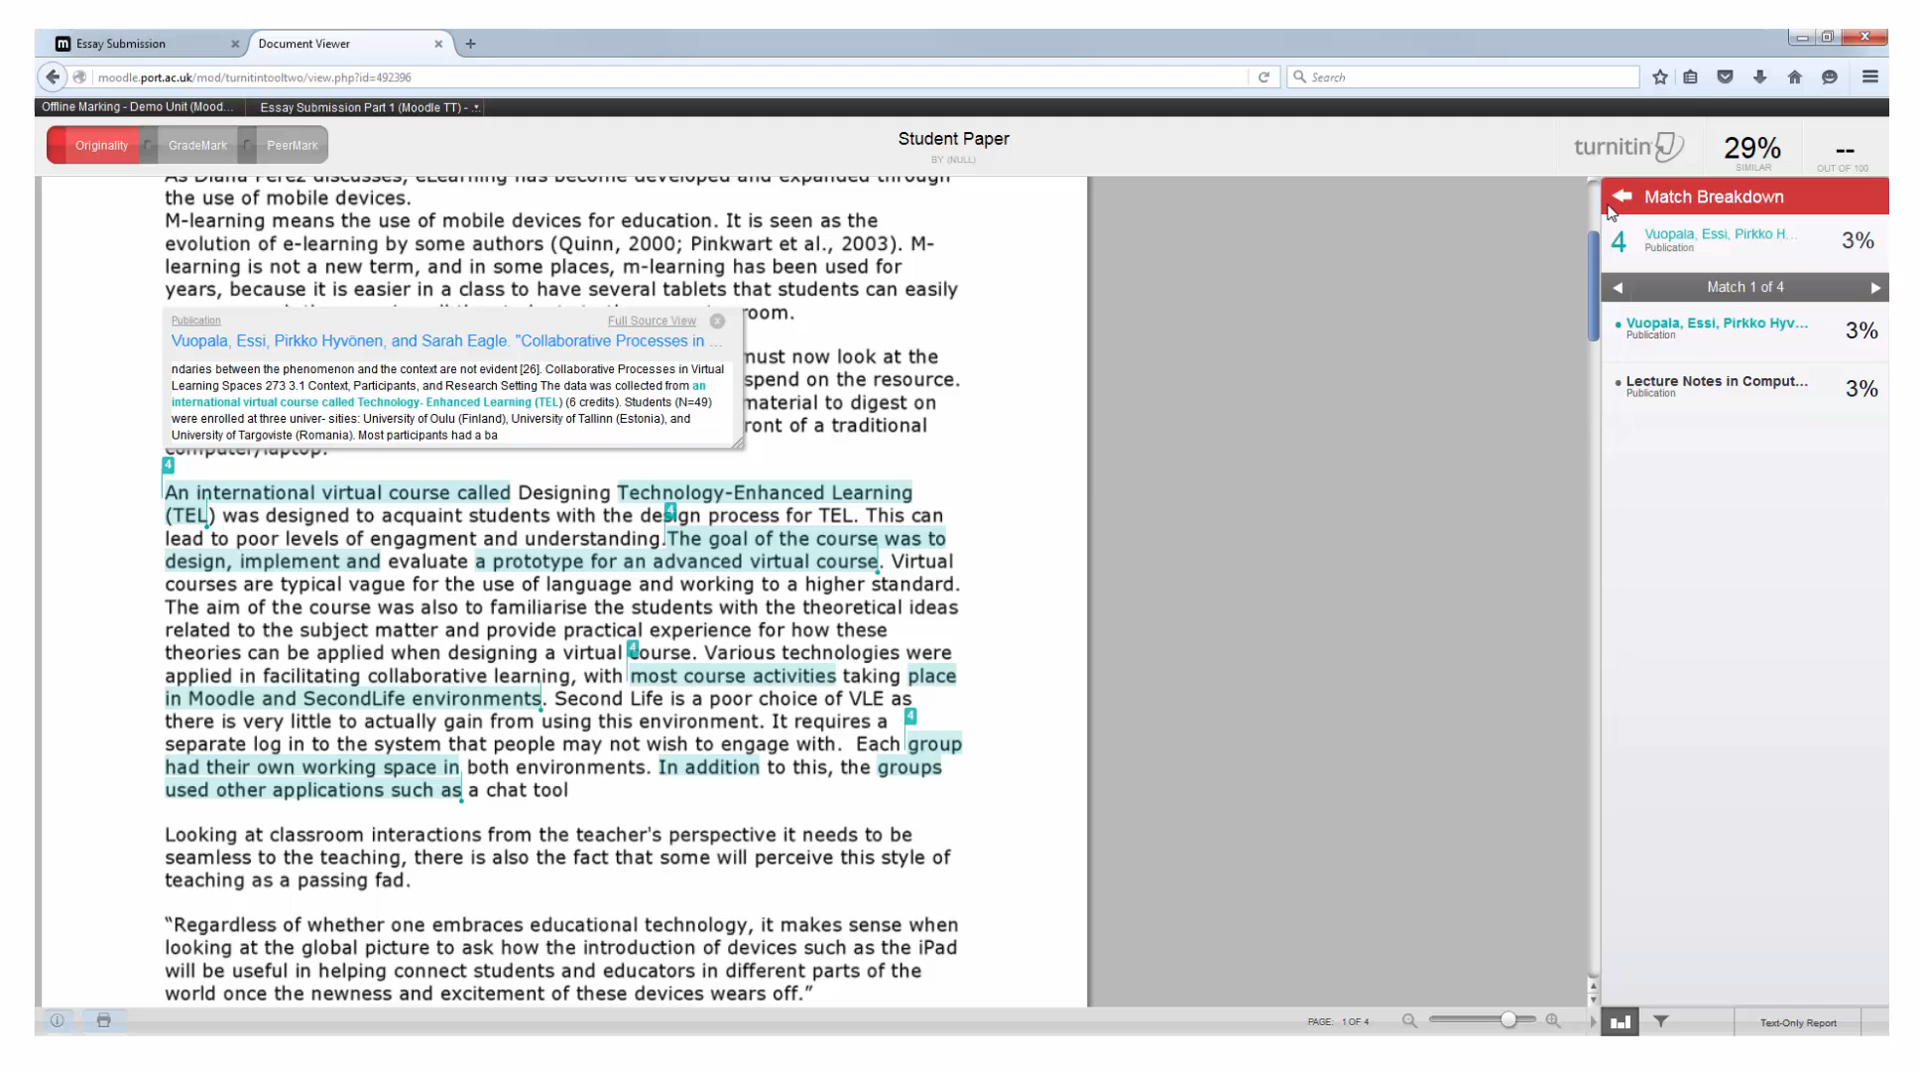 Essay Submission
Document Viewer
moodle.port.ac.uk/mod/turnitintooltwo/view.php?id=492396
Search
Offline Marking - Demo Unit (Mood...
Essay Submission Part 1 (Moodle TT) -
Originality
GradeMark
PeerMark
Student Paper
BY (NULL)
turnitin
29%
SIMILAR
--
OUT OF 100
As Diana Perez discusses, eLearning has become developed and expanded through
the use of mobile devices.
M-learning means the use of mobile devices for education. It is seen as the
evolution of e-learning by some authors (Quinn, 2000; Pinkwart et al., 2003). M-
learning is not a new term, and in some places, m-learning has been used for
years, because it is easier in a class to have several tablets that students can easily
room.
Publication
Full Source View
Vuopala, Essi, Pirkko Hyvönen, and Sarah Eagle. "Collaborative Processes in ...
ndaries between the phenomenon and the context are not evident [26]. Collaborative Processes in Virtual
Learning Spaces 273 3.1 Context, Participants, and Research Setting The data was collected from an
international virtual course called Technology- Enhanced Learning (TEL) (6 credits). Students (N=49)
were enrolled at three univer- sities: University of Oulu (Finland), University of Tallinn (Estonia), and
University of Targoviste (Romania). Most participants had a ba
must now look at the
spend on the resource.
material to digest on
front of a traditional
computer/laptop.
4
An international virtual course called Designing Technology-Enhanced Learning
(TEL) was designed to acquaint students with the design process for TEL. This can
4
lead to poor levels of engagment and understanding.The goal of the course was to
design, implement and evaluate a prototype for an advanced virtual course. Virtual
courses are typical vague for the use of language and working to a higher standard.
The aim of the course was also to familiarise the students with the theoretical ideas
related to the subject matter and provide practical experience for how these
theories can be applied when designing a virtual course. Various technologies were
4
applied in facilitating collaborative learning, with most course activities taking place
in Moodle and SecondLife environments. Second Life is a poor choice of VLE as
there is very little to actually gain from using this environment. It requires a
4
separate log in to the system that people may not wish to engage with. Each group
had their own working space in both environments. In addition to this, the groups
used other applications such as a chat tool
Looking at classroom interactions from the teacher's perspective it needs to be
seamless to the teaching, there is also the fact that some will perceive this style of
teaching as a passing fad.
“Regardless of whether one embraces educational technology, it makes sense when
looking at the global picture to ask how the introduction of devices such as the iPad
will be useful in helping connect students and educators in different parts of the
world once the newness and excitement of these devices wears off.”
Match Breakdown
4
Vuopala, Essi, Pirkko H...
Publication
3%
Match 1 of 4
Vuopala, Essi, Pirkko Hyv...
Publication
3%
Lecture Notes in Comput...
Publication
3%
PAGE: 1 OF 4
Text-Only Report